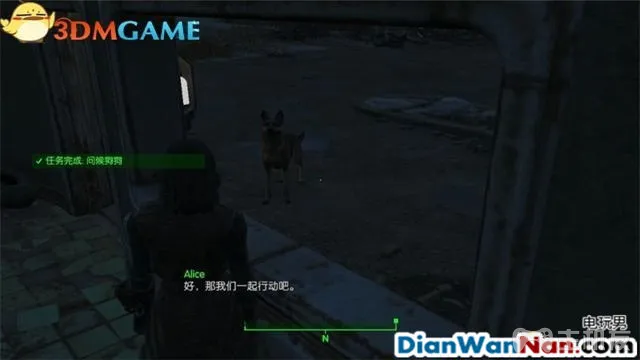 3DMGAME
✓ 任务完成: 问候狗狗
Alice
好，那我们一起行动吧。
N
电玩男
DianWanNan.com